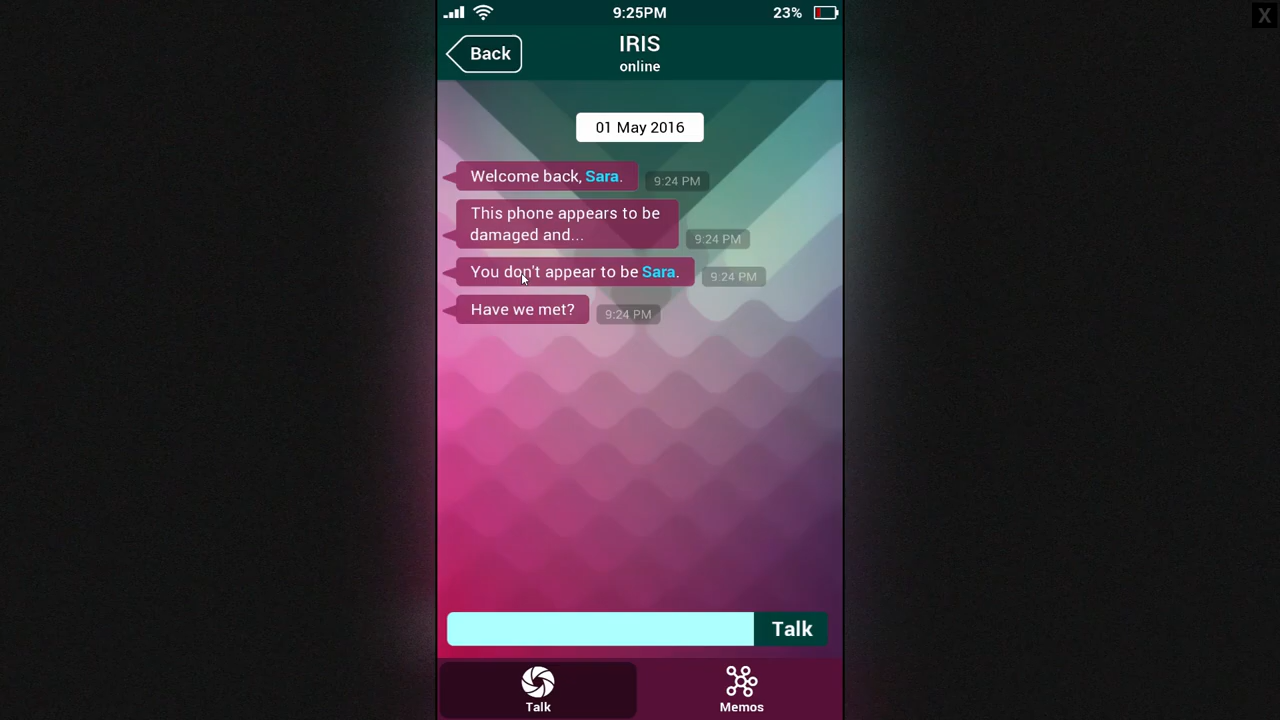 9:25PM
23%
X
Back
IRIS
online
01 May 2016
Welcome back, Sara.
9:24 PM
This phone appears to be
damaged and...
9:24 PM
You don't appear to be Sara.
9:24 PM
Have we met?
9:24 PM
Talk
Talk
Memos